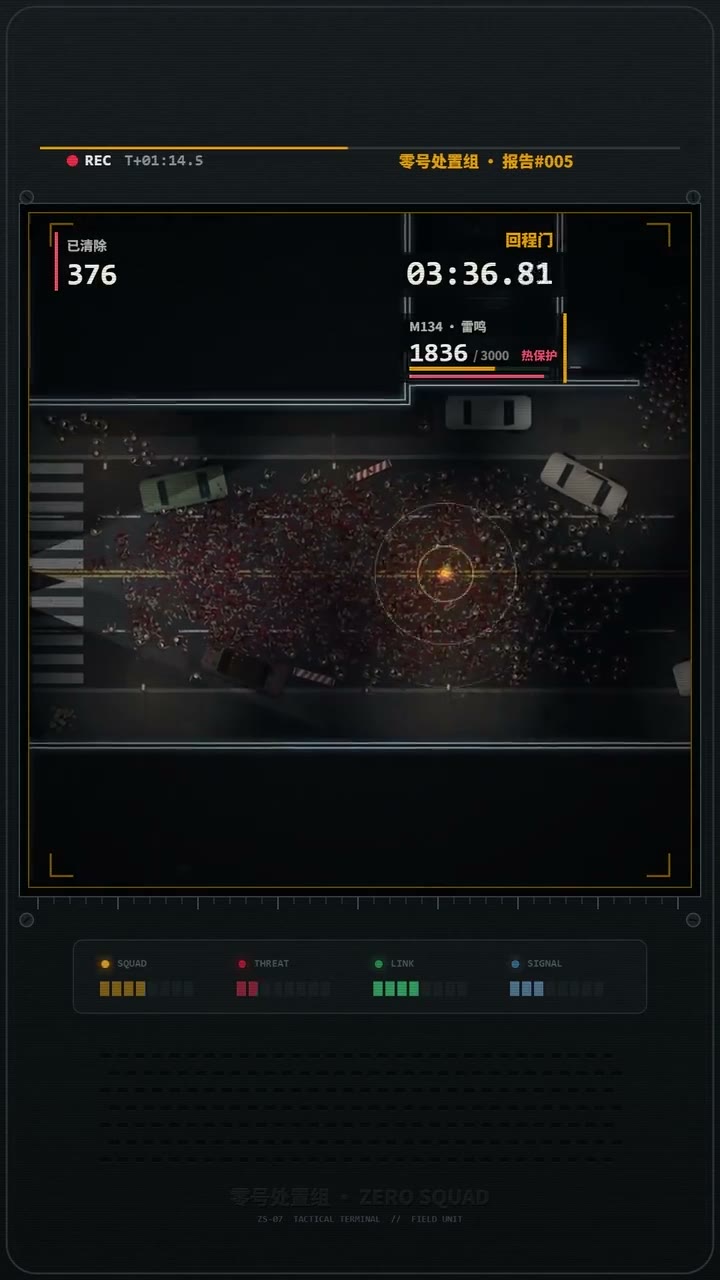 REC T+01:14.5
零号处置组 · 报告#005
已清除
376
回程门
03:36.81
M134 · 雷鸣
1836 / 3000 热保护
SQUAD
THREAT
LINK
SIGNAL
零号处置组 · ZERO SQUAD
ZS-07 TACTICAL TERMINAL // FIELD UNIT